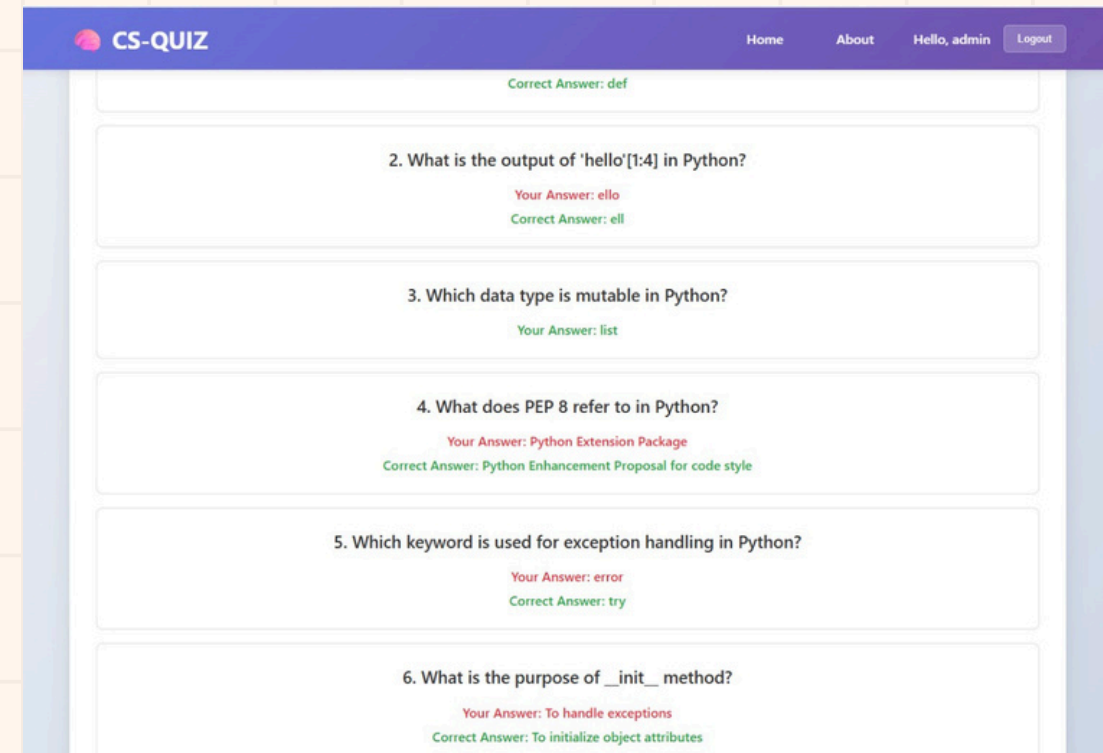 CS-QUIZ
Home About Hello, admin Logout
Correct Answer: def
2. What is the output of 'hello'[1:4] in Python?
Your Answer: ello
Correct Answer: ell
3. Which data type is mutable in Python?
Your Answer: list
4. What does PEP 8 refer to in Python?
Your Answer: Python Extension Package
Correct Answer: Python Enhancement Proposal for code style
5. Which keyword is used for exception handling in Python?
Your Answer: error
Correct Answer: try
6. What is the purpose of __init__ method?
Your Answer: To handle exceptions
Correct Answer: To initialize object attributes